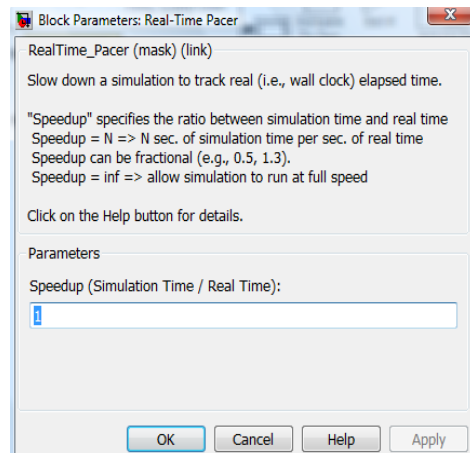 Block Parameters: Real-Time Pacer
X
RealTime_Pacer (mask) (link)
Slow down a simulation to track real (i.e., wall clock) elapsed time.
"Speedup" specifies the ratio between simulation time and real time
Speedup = N => N sec. of simulation time per sec. of real time
Speedup can be fractional (e.g., 0.5, 1.3).
Speedup = inf => allow simulation to run at full speed
Click on the Help button for details.
Parameters
Speedup (Simulation Time / Real Time):
1
OK Cancel Help Apply